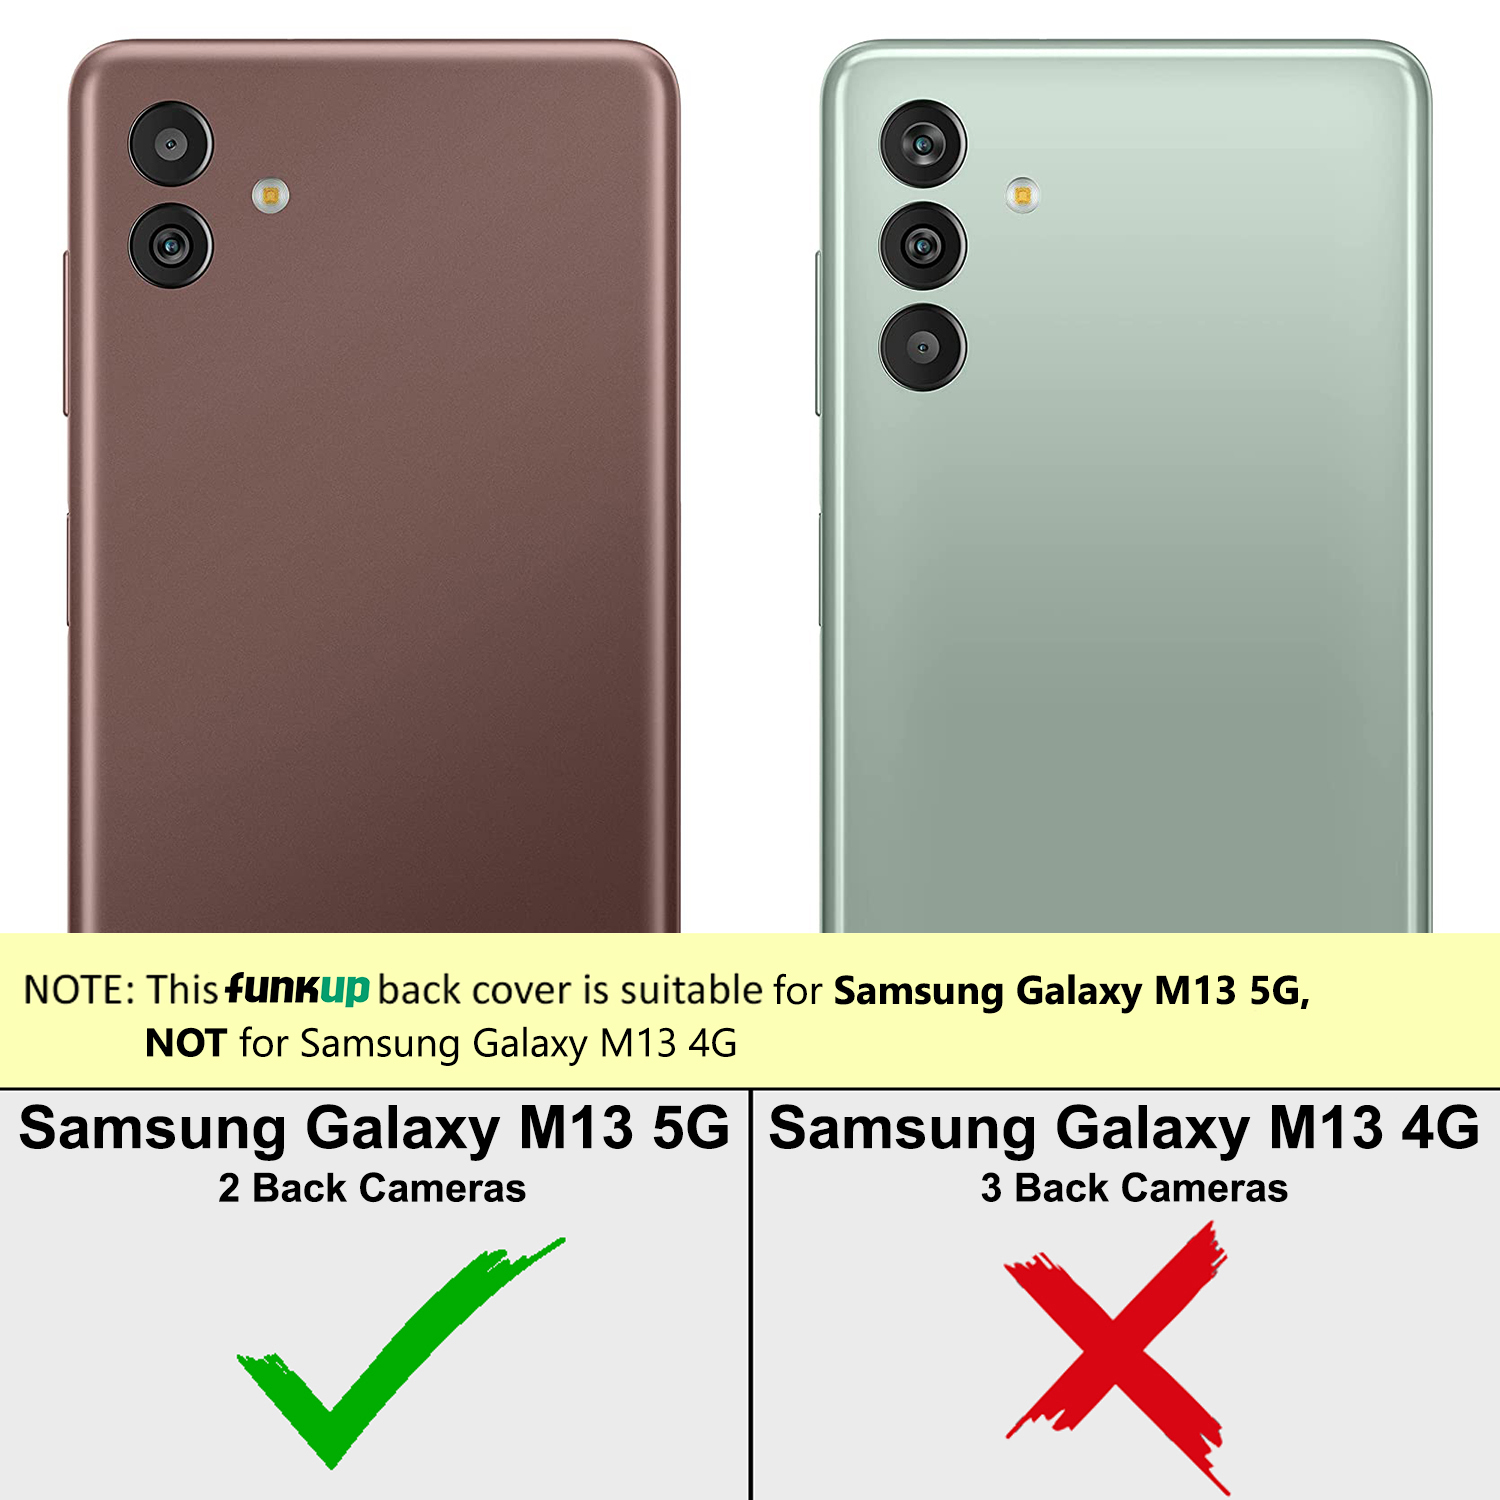 NOTE: This funkup back cover is suitable for Samsung Galaxy M13 5G,
NOT for Samsung Galaxy M13 4G
Samsung Galaxy M13 5G
2 Back Cameras
Samsung Galaxy M13 4G
3 Back Cameras